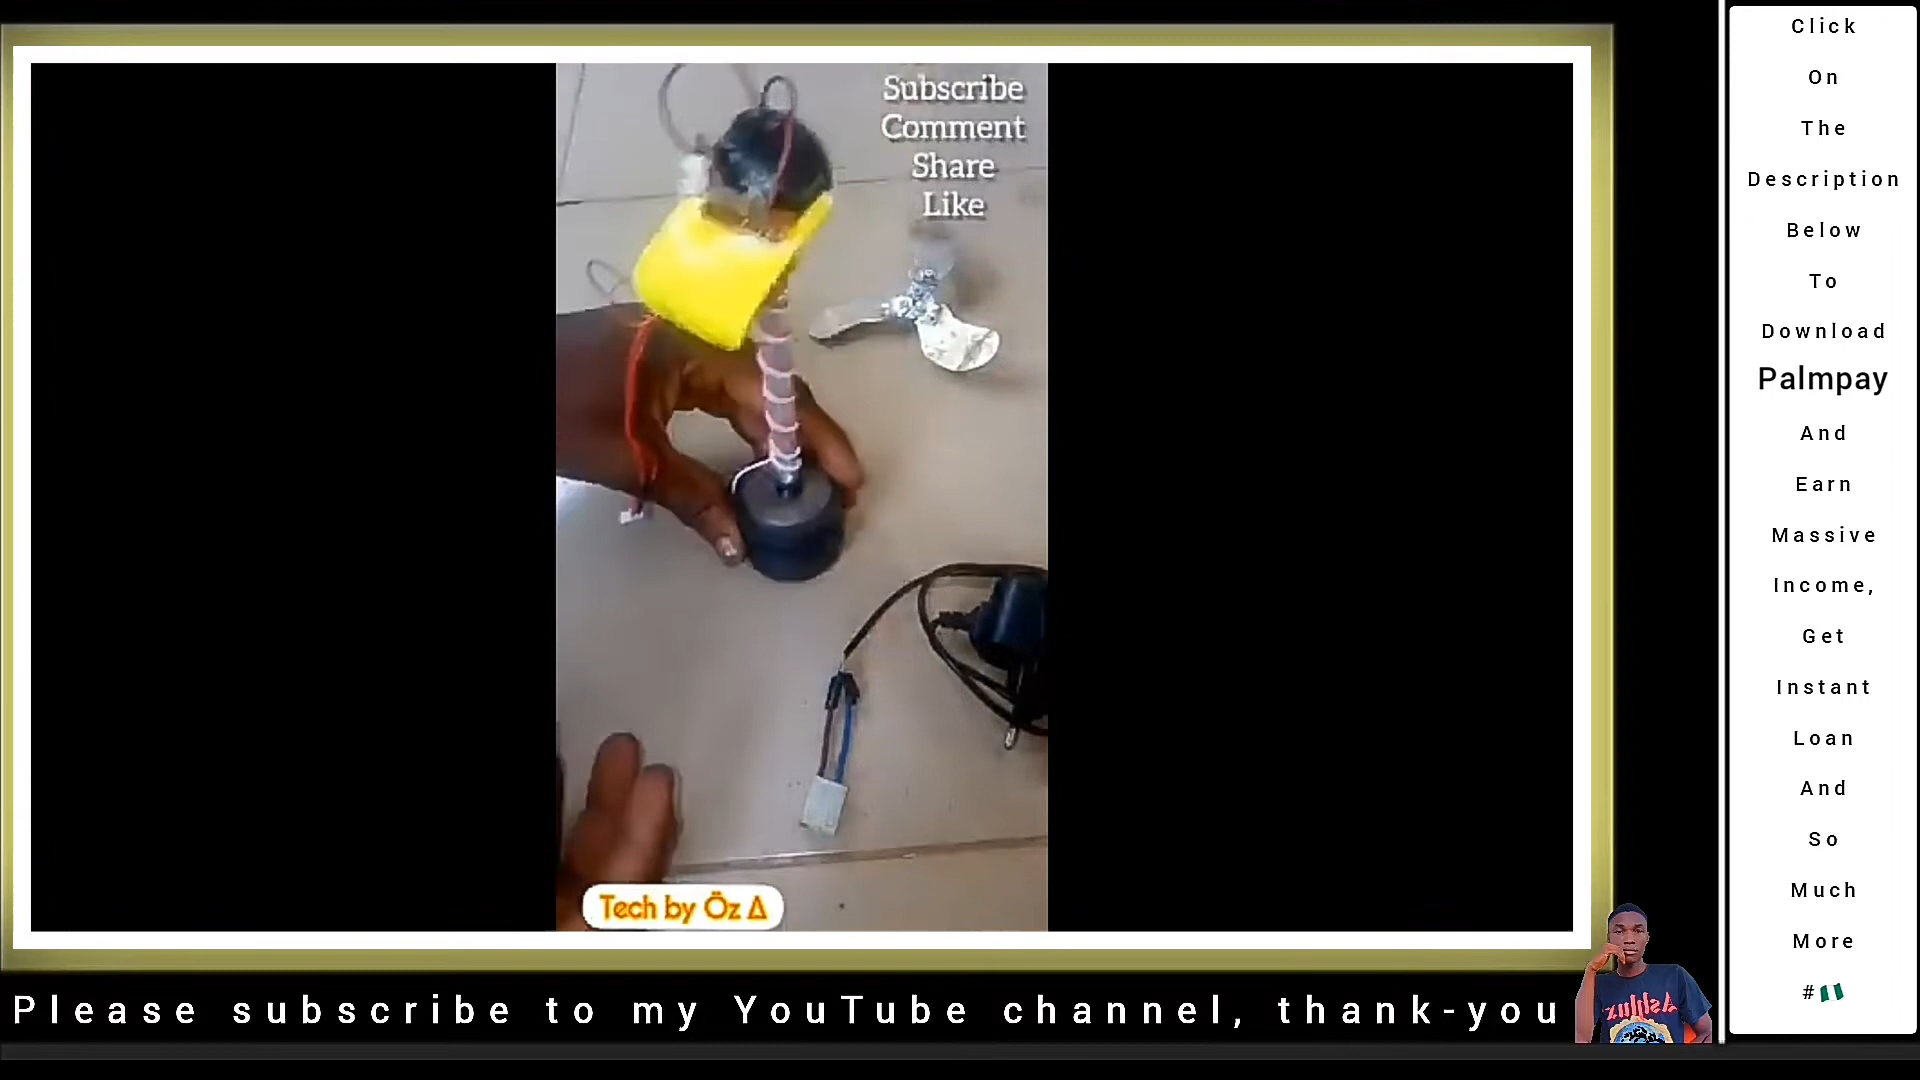 Subscribe
Comment
Share
Like
Tech by Öz Δ
Please subscribe to my YouTube channel, thank-you
Click
On
The
Description
Below
To
Download
Palmpay
And
Earn
Massive
Income,
Get
Instant
Loan
And
So
Much
More
#🇳🇬